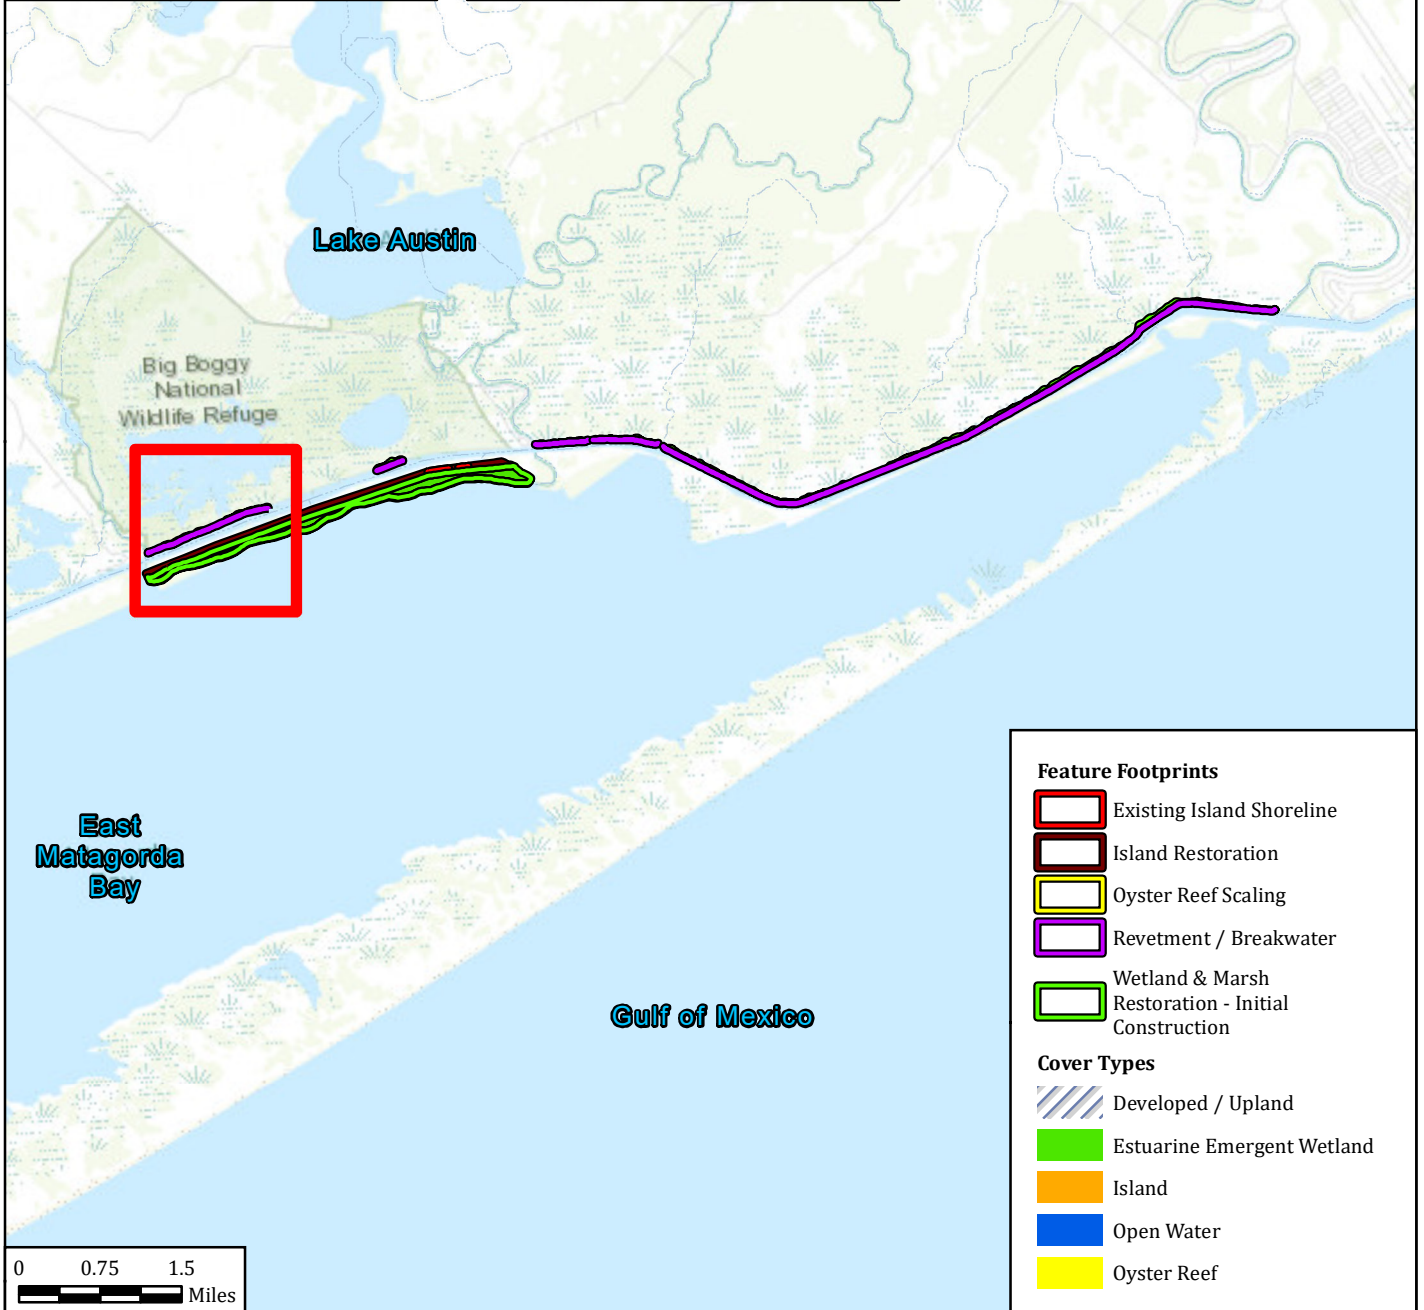 Lake Austin
Big Boggy
National
Wildlife Refuge
East
Matagorda
Bay
Gulf of Mexico
Feature Footprints
Existing Island Shoreline
Island Restoration
Oyster Reef Scaling
Revetment / Breakwater
Wetland & Marsh
Restoration - Initial
Construction
Cover Types
Developed / Upland
Estuarine Emergent Wetland
Island
Open Water
Oyster Reef
0 0.75 1.5
Miles